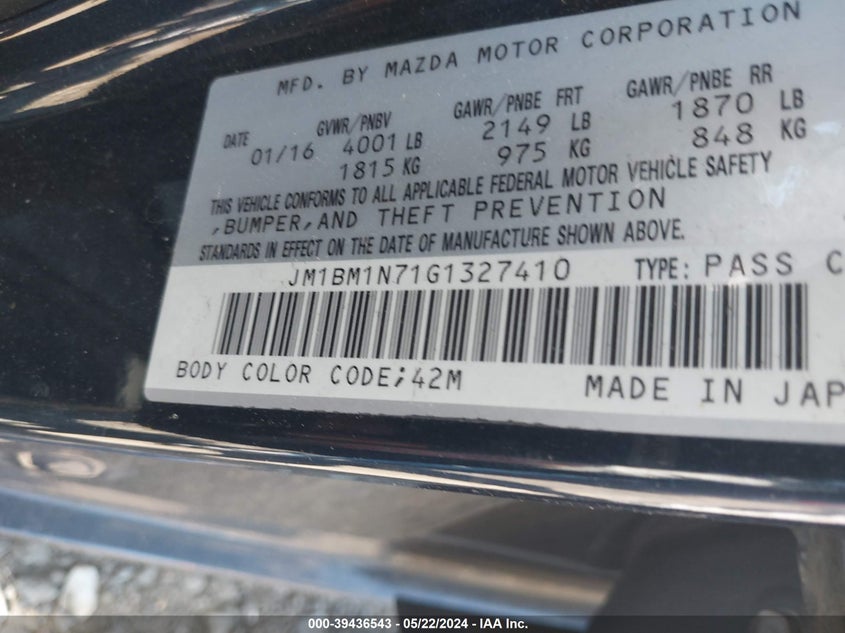 MFD. BY MAZDA MOTOR CORPORATION
DATE GVWR/PNBV GAWR/PNBE FRT GAWR/PNBE RR
01/16 4001 LB 2149 LB 1870 LB
1815 KG 975 KG 848 KG
THIS VEHICLE CONFORMS TO ALL APPLICABLE FEDERAL MOTOR VEHICLE SAFETY
,BUMPER,AND THEFT PREVENTION
STANDARDS IN EFFECT ON THE DATE OF MANUFACTURE SHOWN ABOVE.
JM1BM1N71G1327410 TYPE: PASS C
BODY COLOR CODE;42M MADE IN JAP
000-39436543 - 05/22/2024 - IAA Inc.